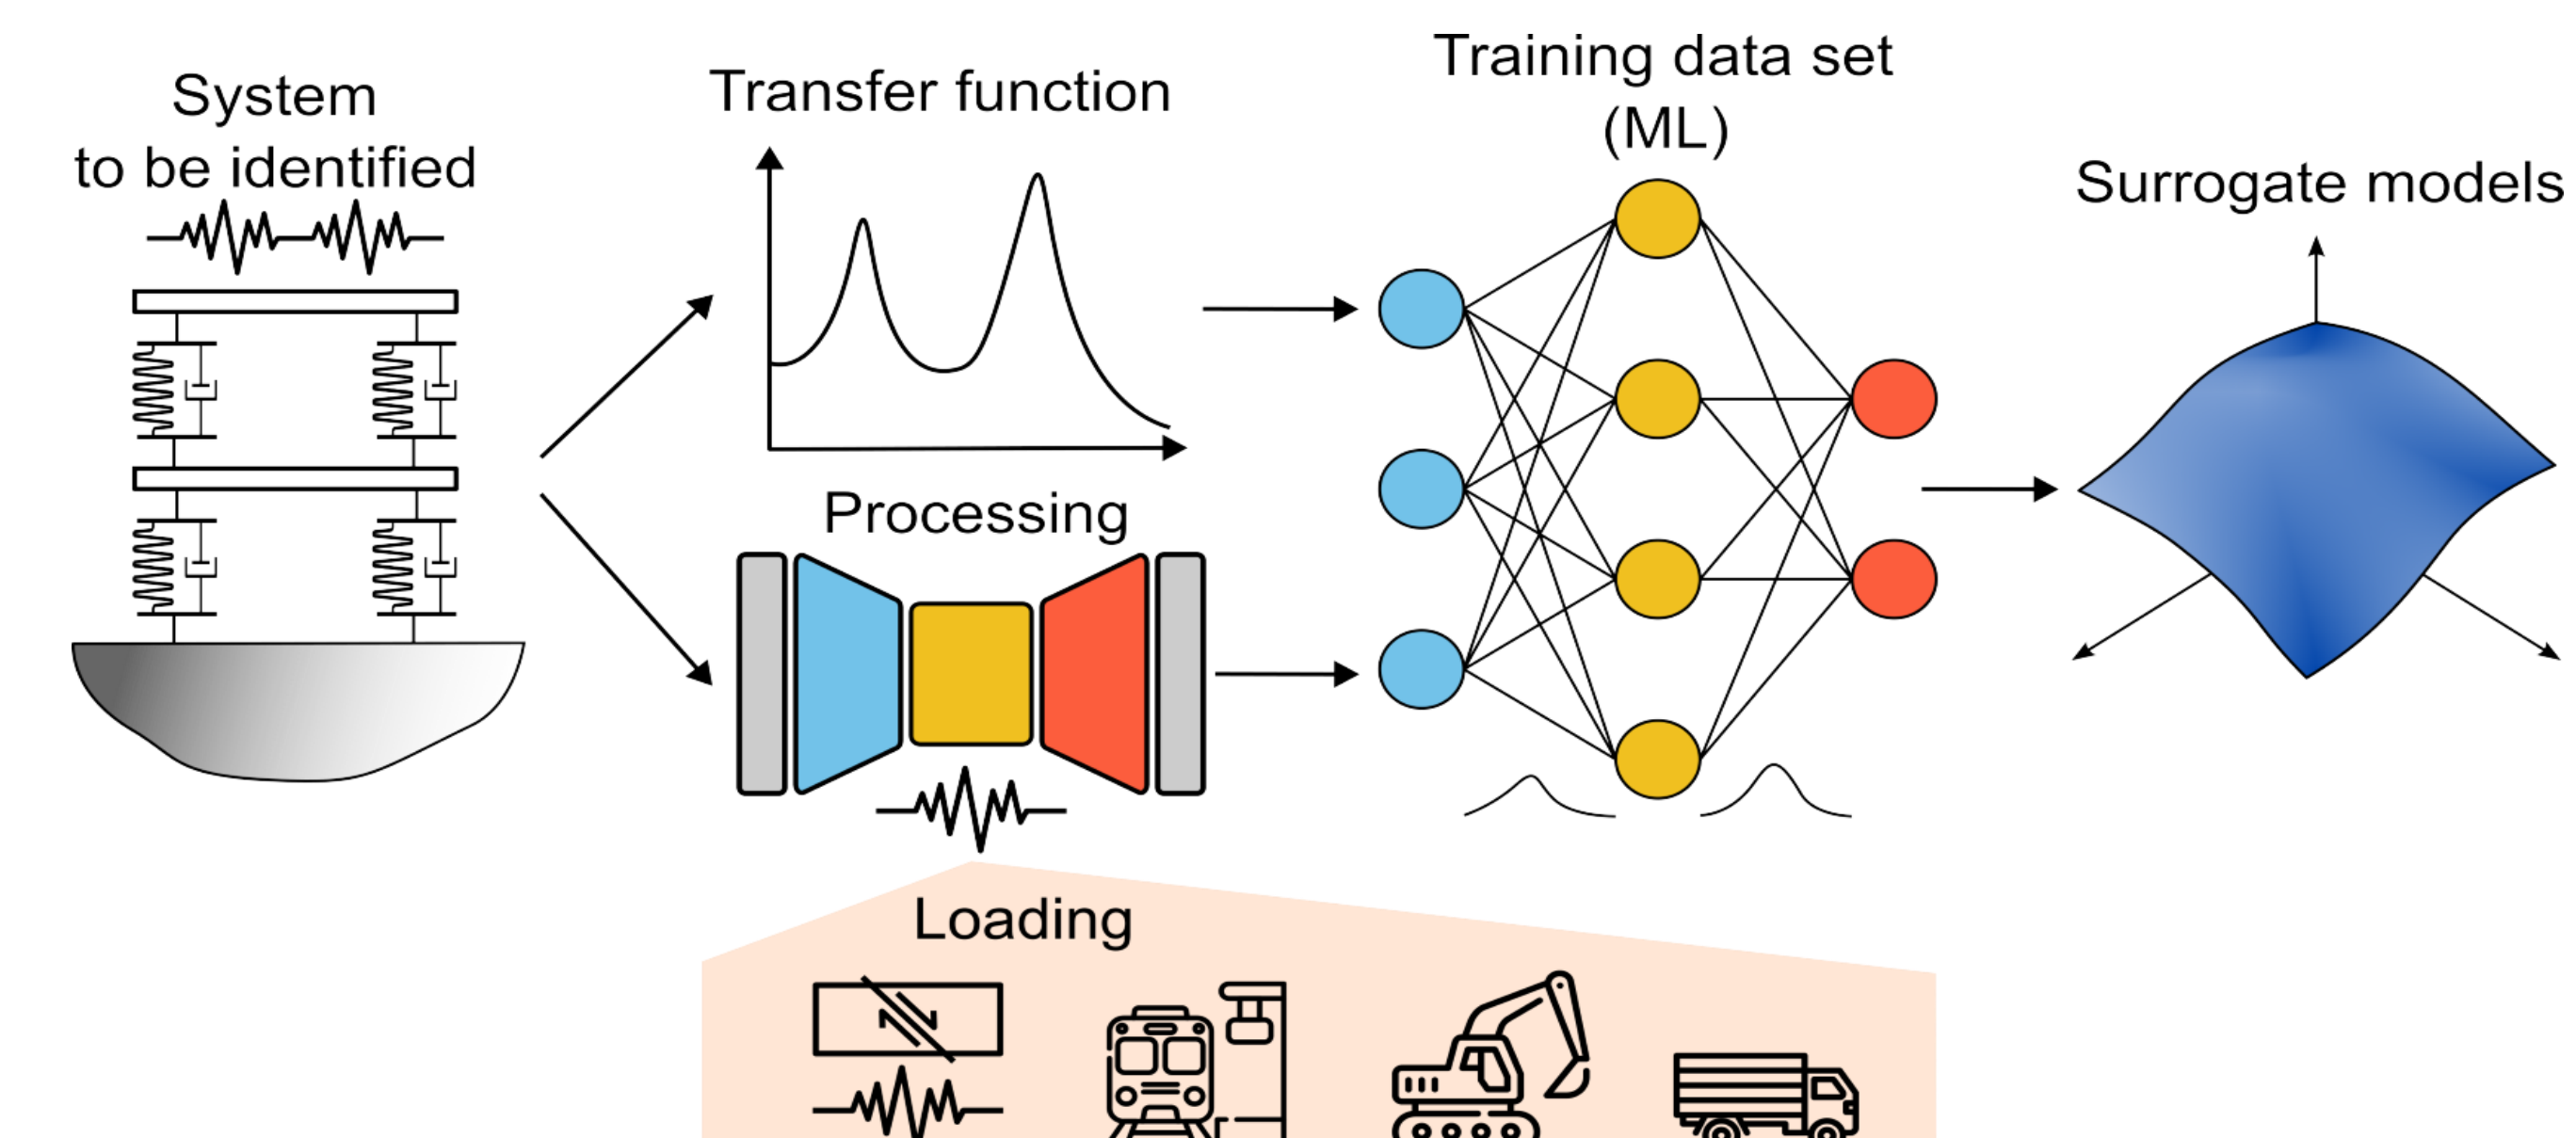 System
to be identified
Transfer function
Processing
Training data set
(ML)
Surrogate models
Loading